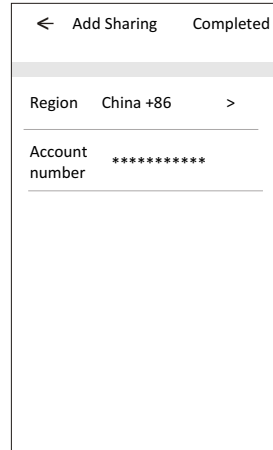 ← Add Sharing Completed
Region China +86 >
Account
number ***********